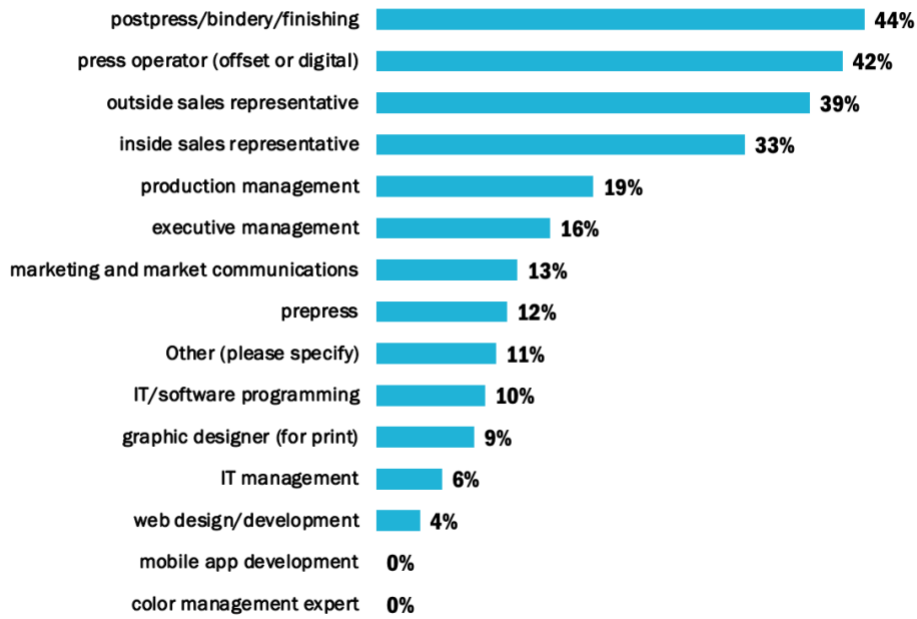 postpress/bindery/finishing 44%
press operator (offset or digital) 42%
outside sales representative 39%
inside sales representative 33%
production management 19%
executive management 16%
marketing and market communications 13%
prepress 12%
Other (please specify) 11%
IT/software programming 10%
graphic designer (for print) 9%
IT management 6%
web design/development 4%
mobile app development 0%
color management expert 0%